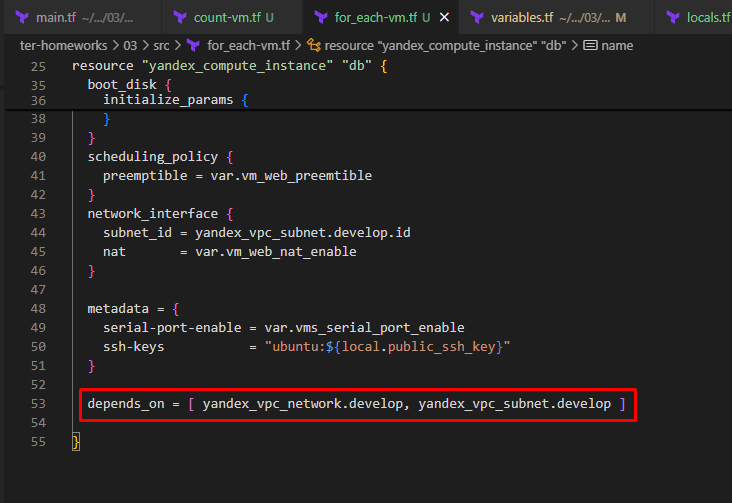 main.tf ~/.../03/... U
count-vm.tf U
for_each-vm.tf U
variables.tf ~/.../03/... M
locals.tf
ter-homeworks > 03 > src > for_each-vm.tf > resource "yandex_compute_instance" "db" > name
25 resource "yandex_compute_instance" "db" {
35 boot_disk {
36 initialize_params {
38 }
39 }
40 scheduling_policy {
41 preemptible = var.vm_web_preemtible
42 }
43 network_interface {
44 subnet_id = yandex_vpc_subnet.develop.id
45 nat = var.vm_web_nat_enable
46 }
47
48 metadata = {
49 serial-port-enable = var.vms_serial_port_enable
50 ssh-keys = "ubuntu:${local.public_ssh_key}"
51 }
52
53 depends_on = [ yandex_vpc_network.develop, yandex_vpc_subnet.develop ]
54
55 }